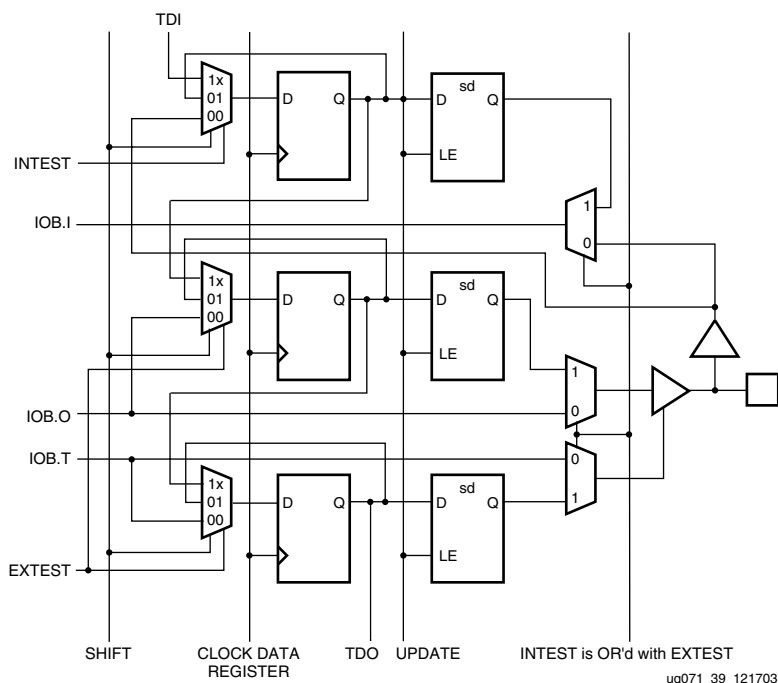 TDI
1x
01
00
D Q
sd
D Q
LE
INTEST
1
IOB.I
0
1x
01
00
D Q
sd
D Q
LE
1
0
IOB.O
IOB.T
0
1x
01
00
D Q
sd
D Q
1
LE
EXTEST
SHIFT
CLOCK DATA
REGISTER
TDO
UPDATE
INTEST is OR'd with EXTEST
ug071_39_121703